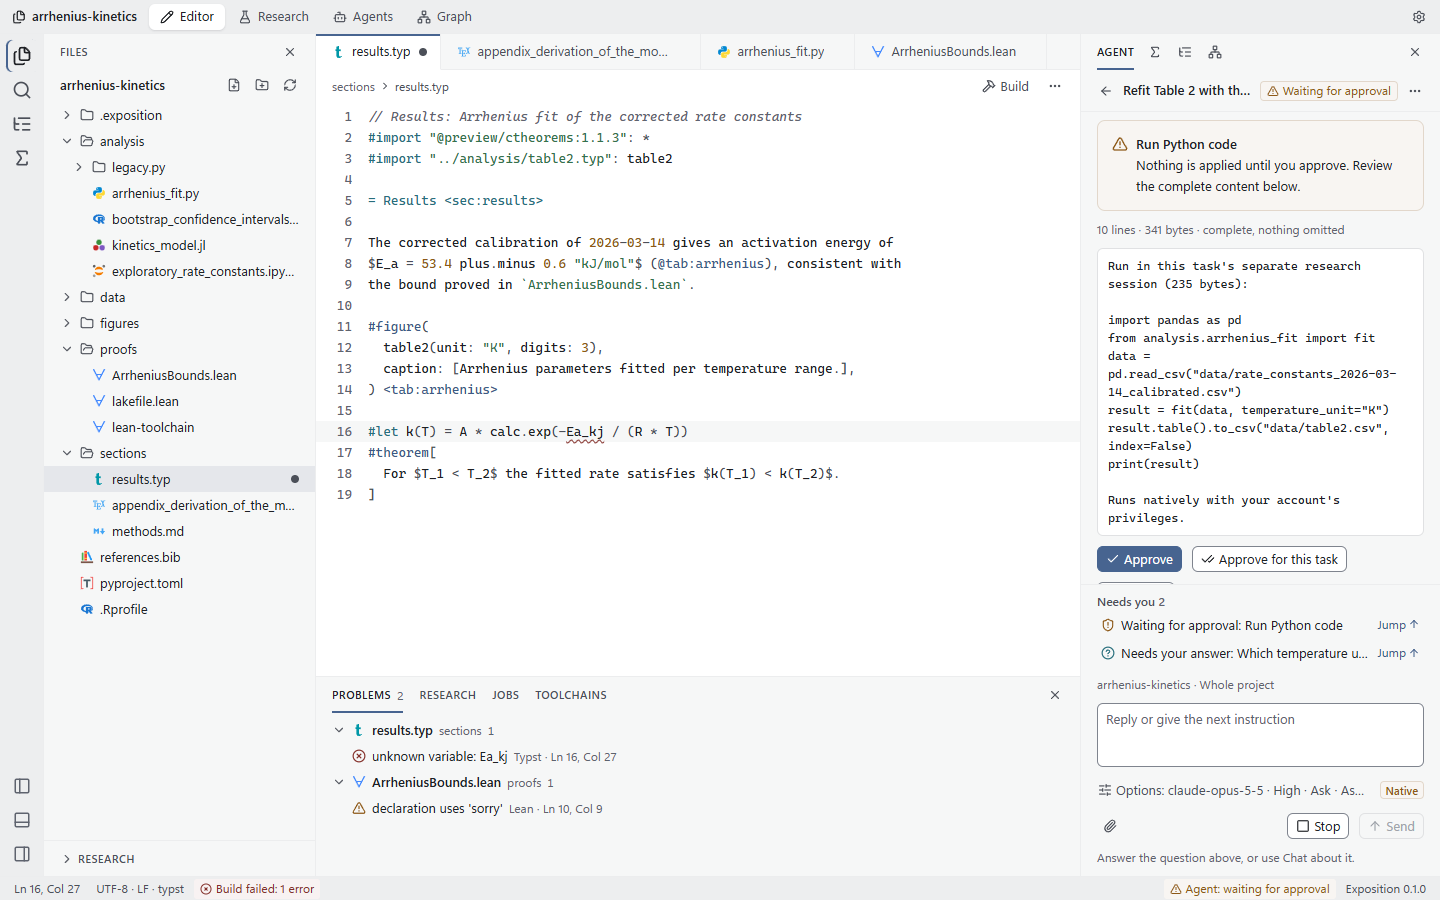 arrhenius-kinetics
Editor
Research
Agents
Graph
FILES
arrhenius-kinetics
.exposition
analysis
legacy.py
arrhenius_fit.py
bootstrap_confidence_intervals...
kinetics_model.jl
exploratory_rate_constants.ipy...
data
figures
proofs
ArrheniusBounds.lean
lakefile.lean
lean-toolchain
sections
results.typ
appendix_derivation_of_the_m...
methods.md
references.bib
pyproject.toml
.Rprofile
RESEARCH
results.typ
appendix_derivation_of_the_mo...
arrhenius_fit.py
ArrheniusBounds.lean
sections > results.typ
Build
1 // Results: Arrhenius fit of the corrected rate constants
2 #import "@preview/ctheorems:1.1.3": *
3 #import "../analysis/table2.typ": table2
4
5 = Results <sec:results>
6
7 The corrected calibration of 2026-03-14 gives an activation energy of
8 $E_a = 53.4 plus.minus 0.6 "kJ/mol"$ (@tab:arrhenius), consistent with
9 the bound proved in `ArrheniusBounds.lean`.
10
11 #figure(
12 table2(unit: "K", digits: 3),
13 caption: [Arrhenius parameters fitted per temperature range.],
14 ) <tab:arrhenius>
15
16 #let k(T) = A * calc.exp(-Ea_kj / (R * T))
17 #theorem[
18 For $T_1 < T_2$ the fitted rate satisfies $k(T_1) < k(T_2)$.
19 ]
PROBLEMS 2
RESEARCH
JOBS
TOOLCHAINS
results.typ sections 1
unknown variable: Ea_kj Typst · Ln 16, Col 27
ArrheniusBounds.lean proofs 1
declaration uses 'sorry' Lean · Ln 10, Col 9
AGENT
Refit Table 2 with th...
Waiting for approval
Run Python code
Nothing is applied until you approve. Review
the complete content below.
10 lines · 341 bytes · complete, nothing omitted
Run in this task's separate research
session (235 bytes):
import pandas as pd
from analysis.arrhenius_fit import fit
data =
pd.read_csv("data/rate_constants_2026-03-
14_calibrated.csv")
result = fit(data, temperature_unit="K")
result.table().to_csv("data/table2.csv",
index=False)
print(result)
Runs natively with your account's
privileges.
Approve
Approve for this task
Needs you 2
Waiting for approval: Run Python code
Jump
Needs your answer: Which temperature u...
Jump
arrhenius-kinetics · Whole project
Reply or give the next instruction
Options: claude-opus-5-5 · High · Ask · As...
Native
Stop
Send
Answer the question above, or use Chat about it.
Ln 16, Col 27
UTF-8 · LF · typst
Build failed: 1 error
Agent: waiting for approval
Exposition 0.1.0